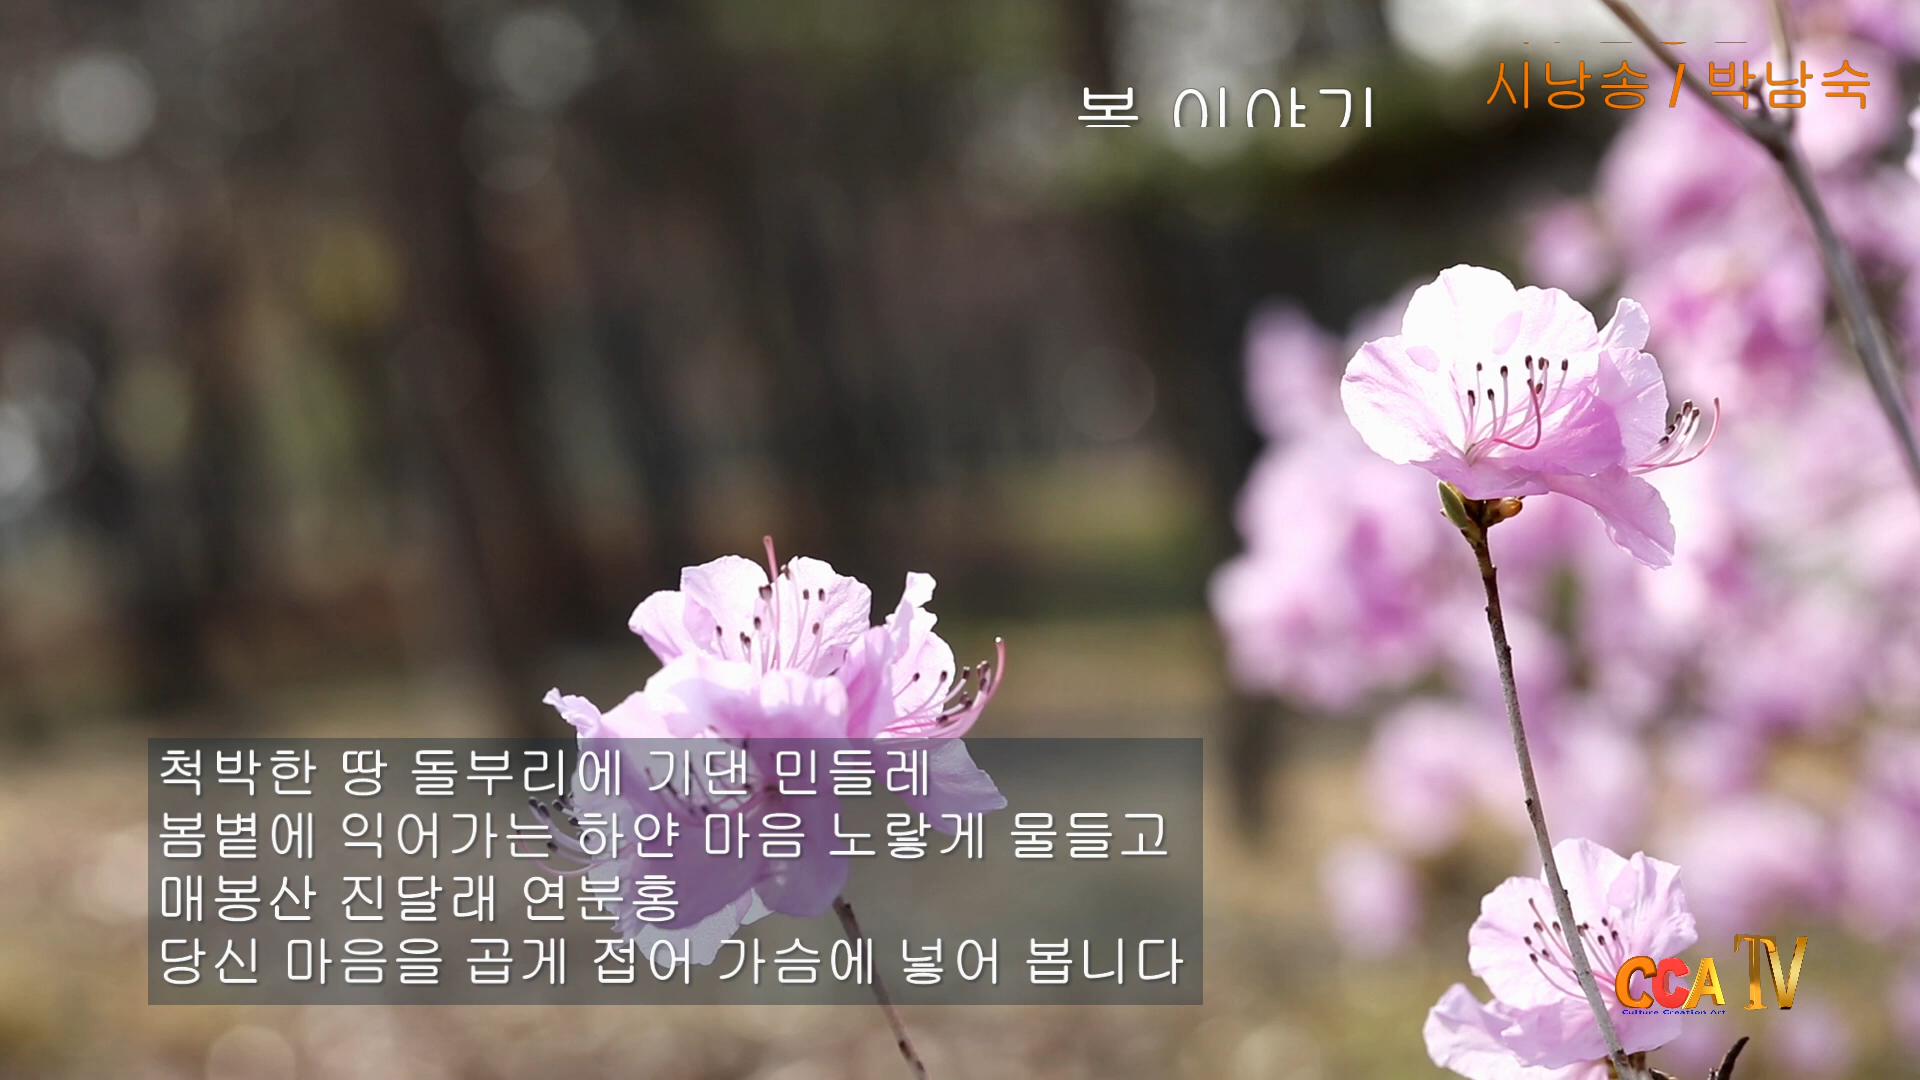 시낭송 / 박남숙
봄 이야기
척박한 땅 돌부리에 기댄 민들레
봄볕에 익어가는 하얀 마음 노랗게 물들고
매봉산 진달래 연분홍
당신 마음을 곱게 접어 가슴에 넣어 봅니다
CCA TV
Culture Creation Art